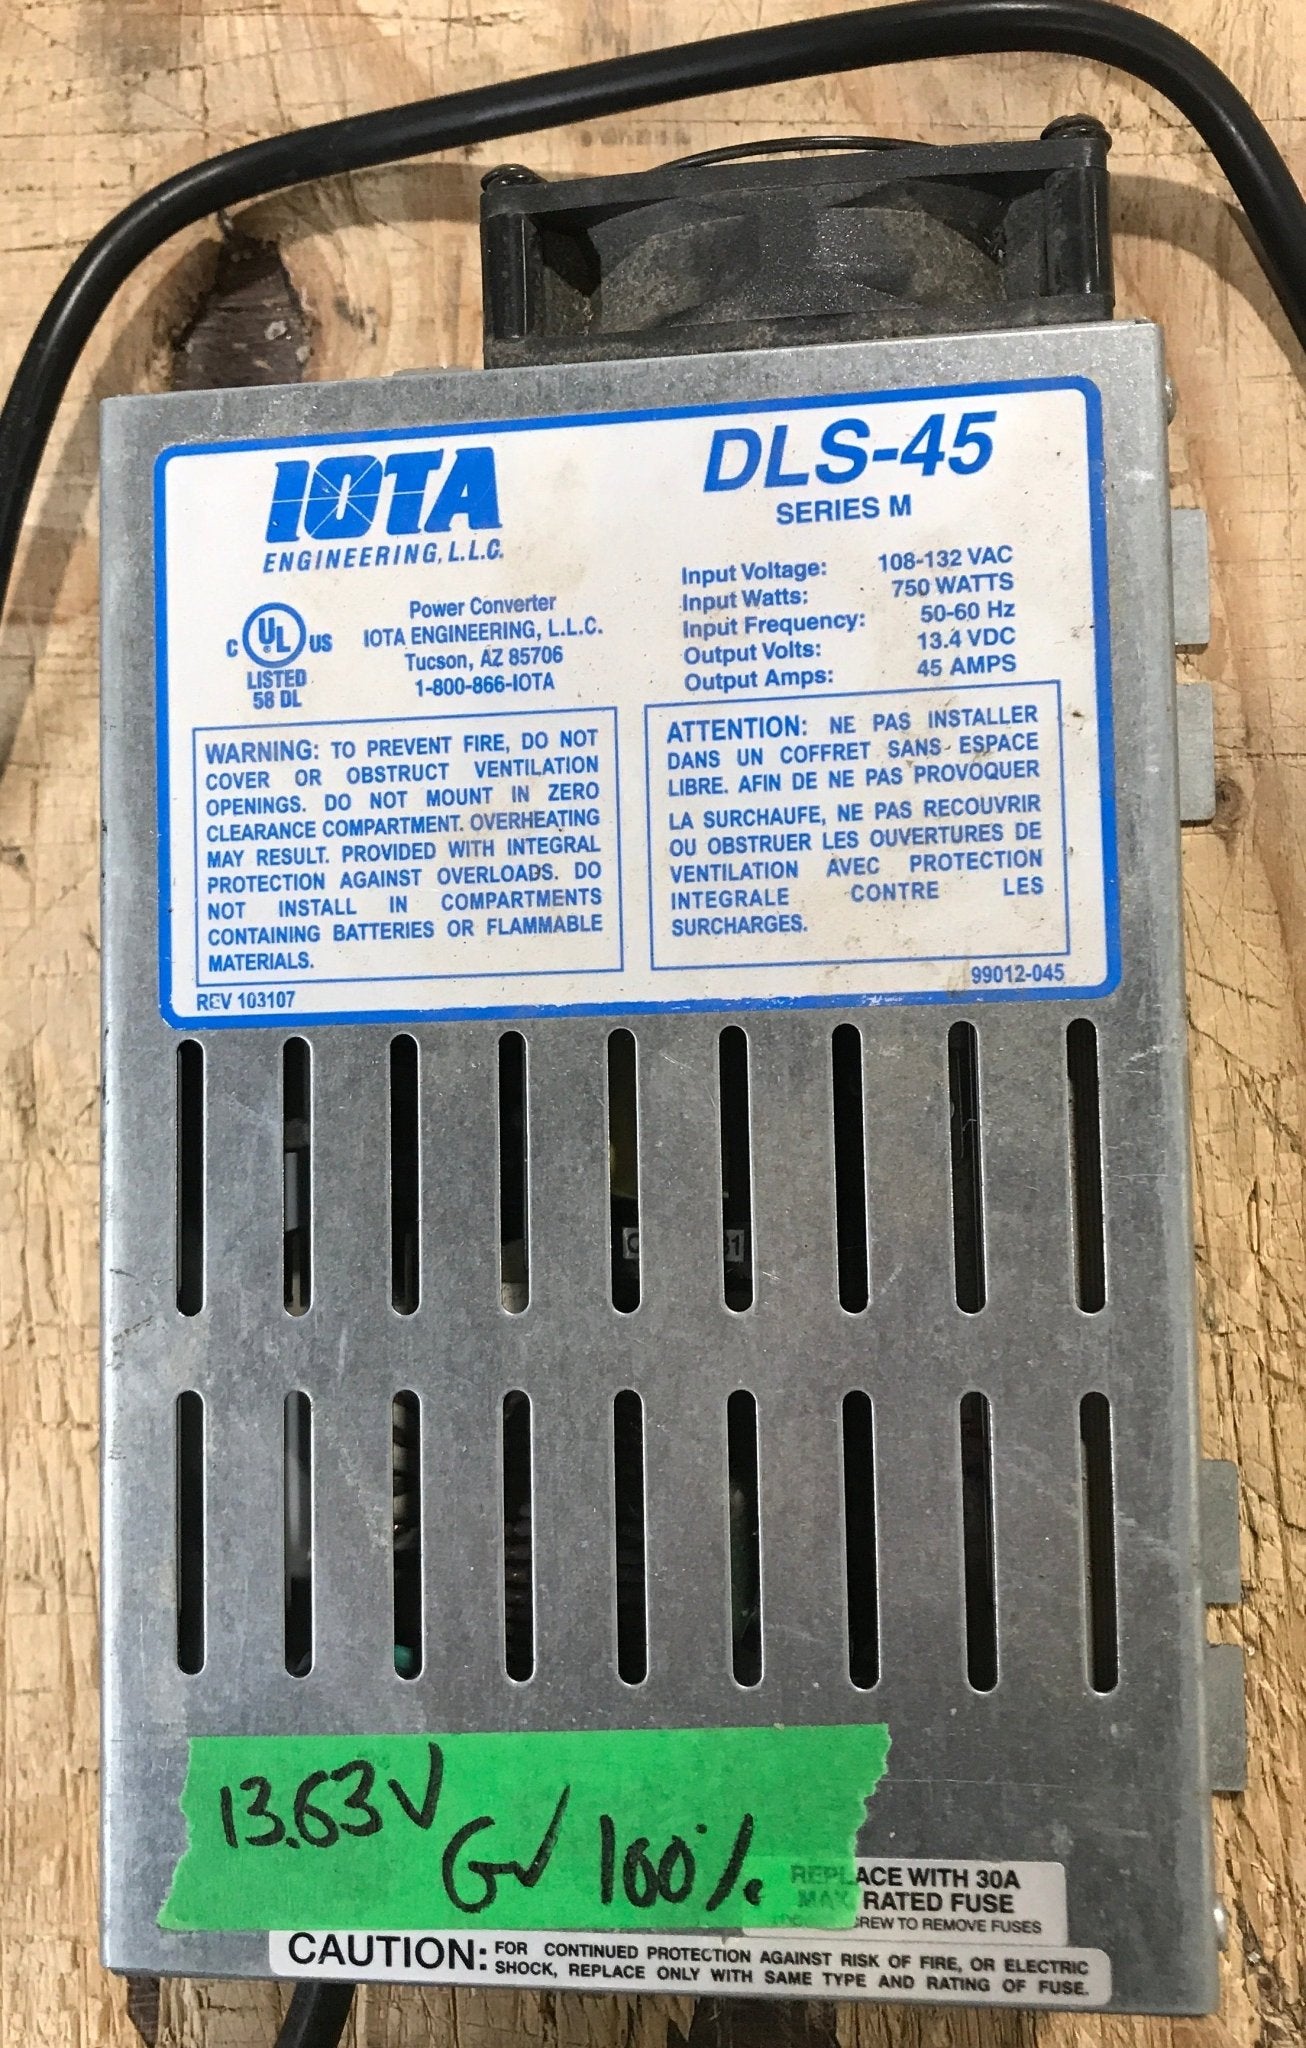 IOTA
ENGINEERING, L.L.C.
DLS-45
SERIES M
C UL US
®
LISTED
58 DL
Power Converter
IOTA ENGINEERING, L.L.C.
Tucson, AZ 85706
1-800-866-IOTA
Input Voltage: 108-132 VAC
Input Watts: 750 WATTS
Input Frequency: 50-60 Hz
Output Volts: 13.4 VDC
Output Amps: 45 AMPS
WARNING: TO PREVENT FIRE, DO NOT
COVER OR OBSTRUCT VENTILATION
OPENINGS. DO NOT MOUNT IN ZERO
CLEARANCE COMPARTMENT. OVERHEATING
MAY RESULT. PROVIDED WITH INTEGRAL
PROTECTION AGAINST OVERLOADS. DO
NOT INSTALL IN COMPARTMENTS
CONTAINING BATTERIES OR FLAMMABLE
MATERIALS.
ATTENTION: NE PAS INSTALLER
DANS UN COFFRET SANS ESPACE
LIBRE. AFIN DE NE PAS PROVOQUER
LA SURCHAUFE, NE PAS RECOUVRIR
OU OBSTRUER LES OUVERTURES DE
VENTILATION AVEC PROTECTION
INTEGRALE CONTRE LES
SURCHARGES.
REV 103107
99012-045
13.63V
G✓ 100%
REPLACE WITH 30A
MAX. RATED FUSE
TO REMOVE FUSES
CAUTION: FOR CONTINUED PROTECTION AGAINST RISK OF FIRE, OR ELECTRIC
SHOCK, REPLACE ONLY WITH SAME TYPE AND RATING OF FUSE.